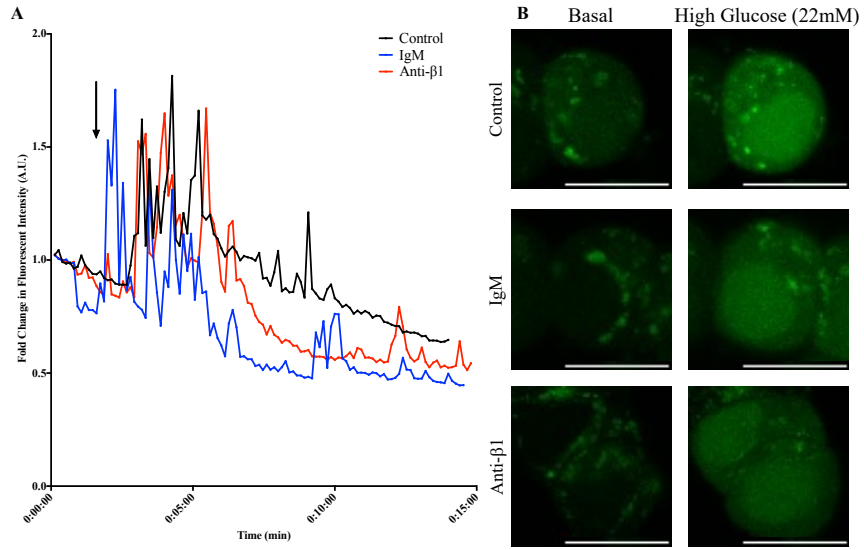 A
Fold Change in Fluorescent Intensity (A.U.)
2.0
1.5
1.0
0.5
0.0
0:00:00
0:05:00
0:10:00
0:15:00
Time (min)
Control
IgM
Anti-β1
B
Basal
High Glucose (22mM)
Control
IgM
Anti-β1